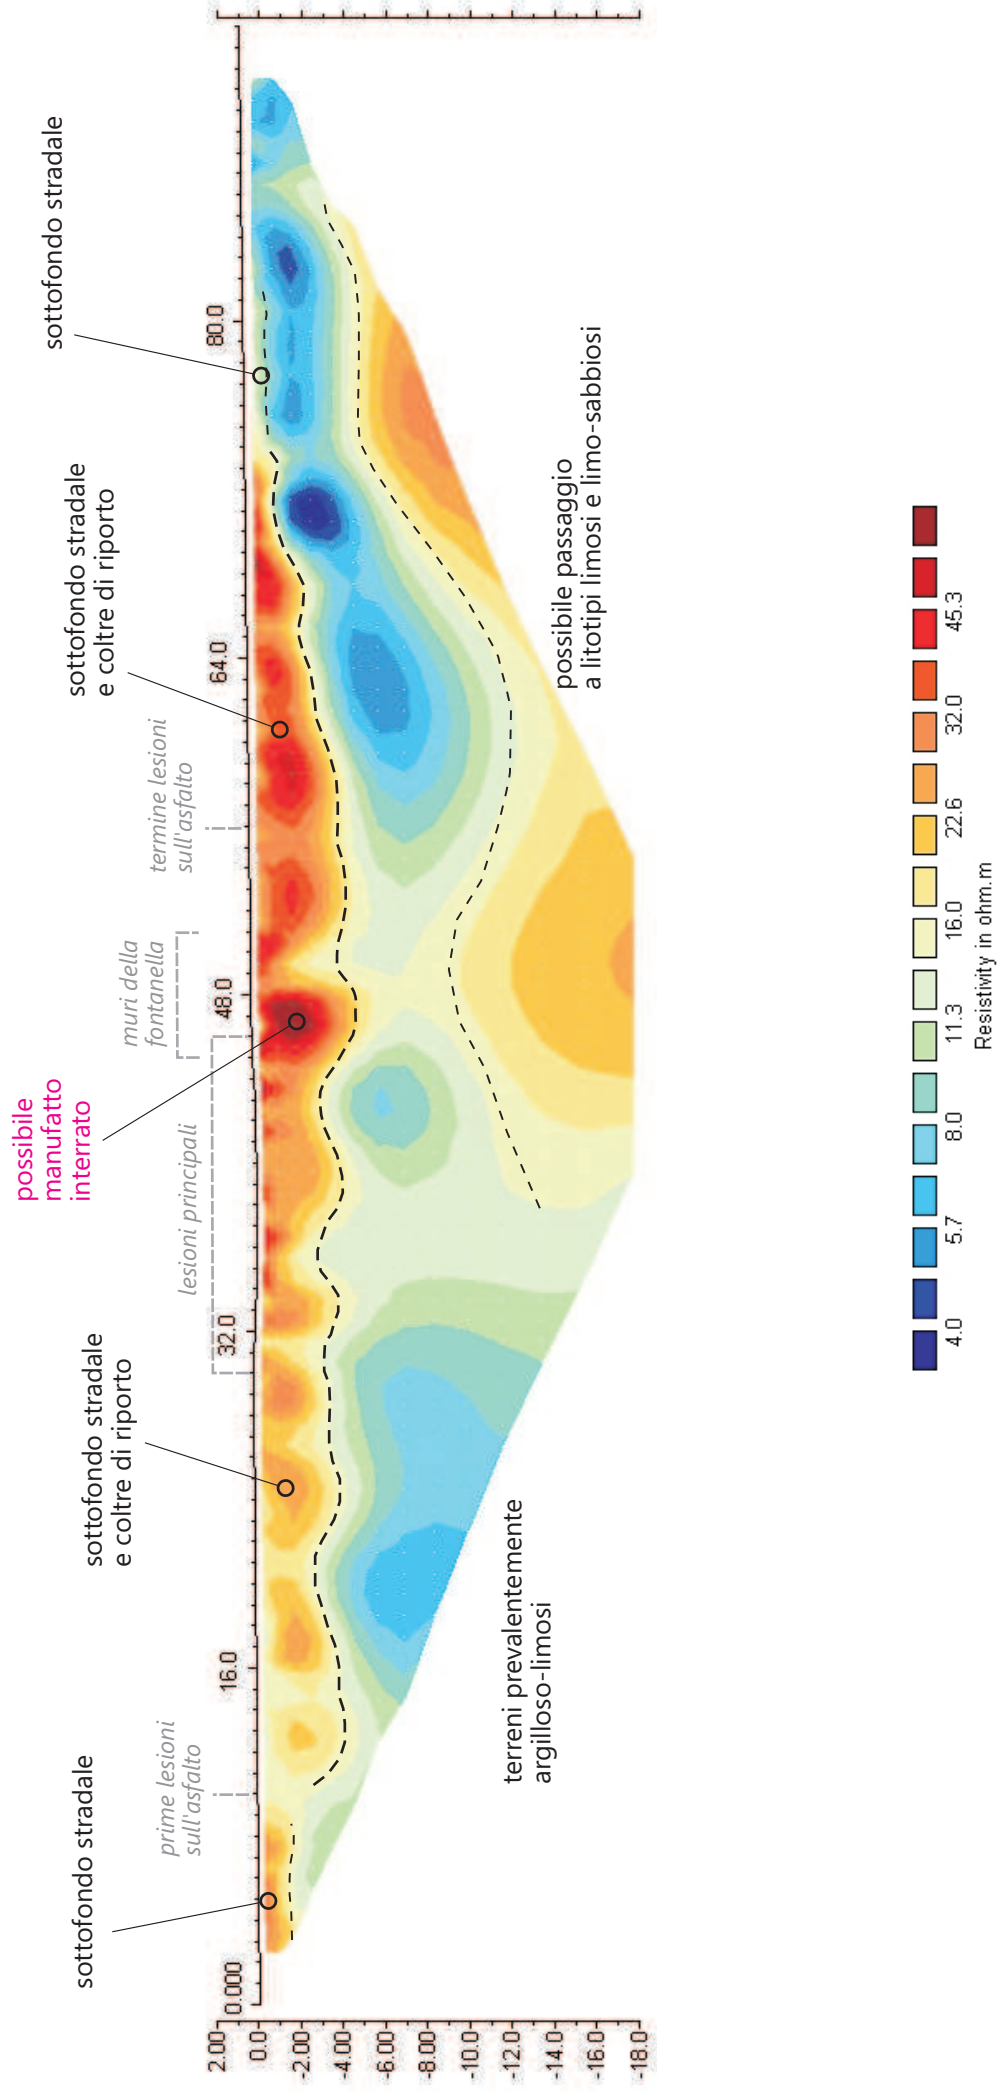 sottofondo stradale
prime lesioni
sull'asfalto
sottofondo stradale
e coltre di riporto
lesioni principali
possibile
manufatto
interrato
muri della
fontanella
termine lesioni
sull'asfalto
sottofondo stradale
e coltre di riporto
sottofondo stradale
0.000
16.0
32.0
48.0
64.0
80.0
2.00
0.0
-2.00
-4.00
-6.00
-8.00
-10.0
-12.0
-14.0
-16.0
-18.0
terreni prevalentemente
argilloso-limosi
possibile passaggio
a litotipi limosi e limo-sabbiosi
4.0
5.7
8.0
11.3
16.0
22.6
32.0
45.3
Resistivity in ohm.m